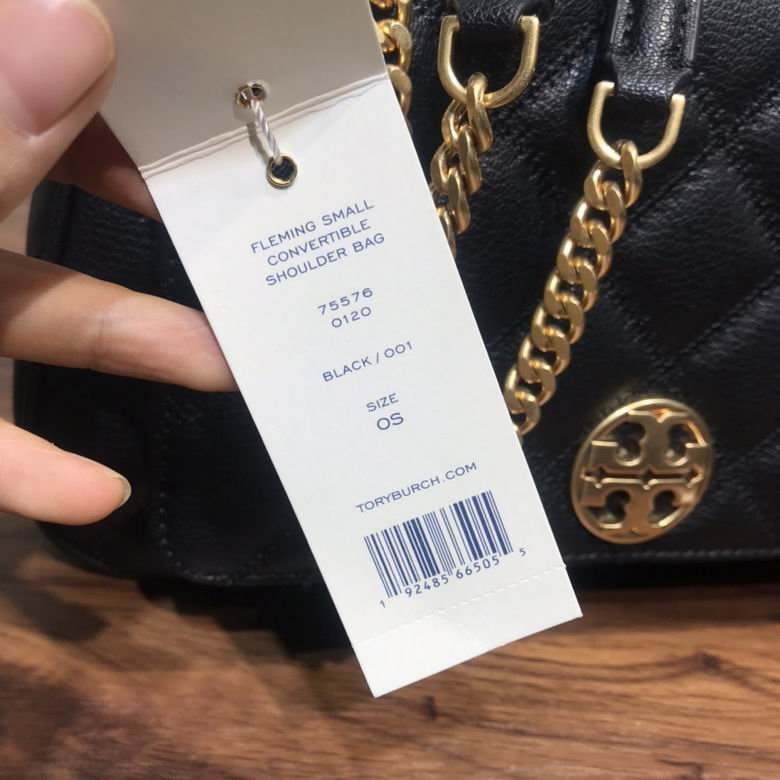 FLEMING SMALL
CONVERTIBLE
SHOULDER BAG
75576
0120
BLACK / 001
SIZE
OS
TORYBURCH.COM
1 92485 66505 5